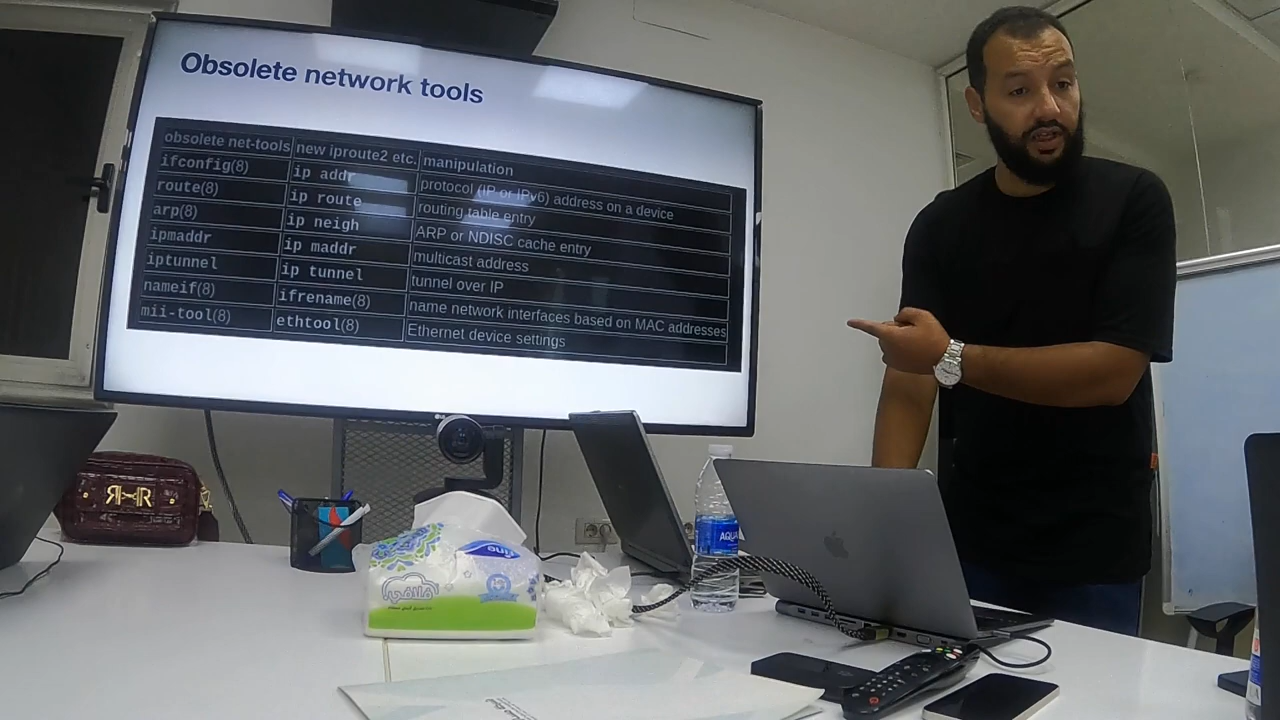 Obsolete network tools
obsolete net-tools new iproute2 etc. manipulation
ifconfig(8) ip addr protocol (IP or IPv6) address on a device
route(8) ip route routing table entry
arp(8) ip neigh ARP or NDISC cache entry
ipmaddr ip maddr multicast address
iptunnel ip tunnel tunnel over IP
nameif(8) ifrename(8) name network interfaces based on MAC addresses
mii-tool(8) ethtool(8) Ethernet device settings
LG
fine
فلافي
AQUA